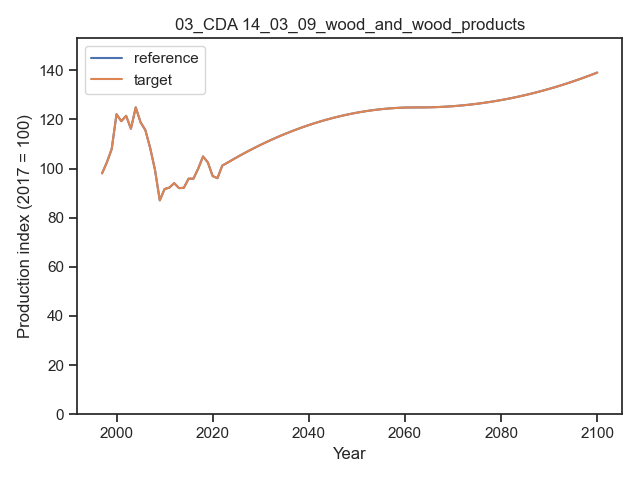 03_CDA 14_03_09_wood_and_wood_products
reference
target
Production index (2017 = 100)
140
120
100
80
60
40
20
0
2000 2020 2040 2060 2080 2100
Year